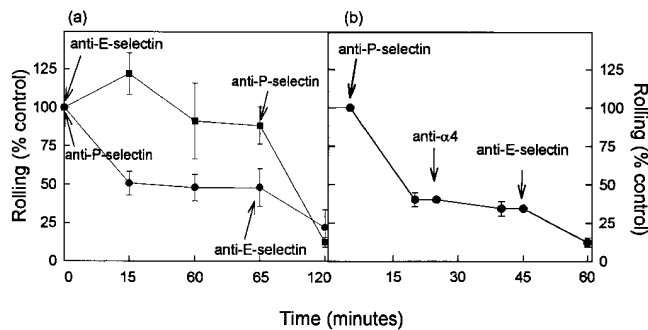 (a)
anti-E-selectin
anti-P-selectin
anti-P-selectin
anti-E-selectin
125
100
75
50
25
0
Rolling (% control)
0 15 60 65 120
(b)
anti-P-selectin
anti-α4
anti-E-selectin
125
100
75
50
25
0
Rolling (% control)
15 30 45 60
Time (minutes)